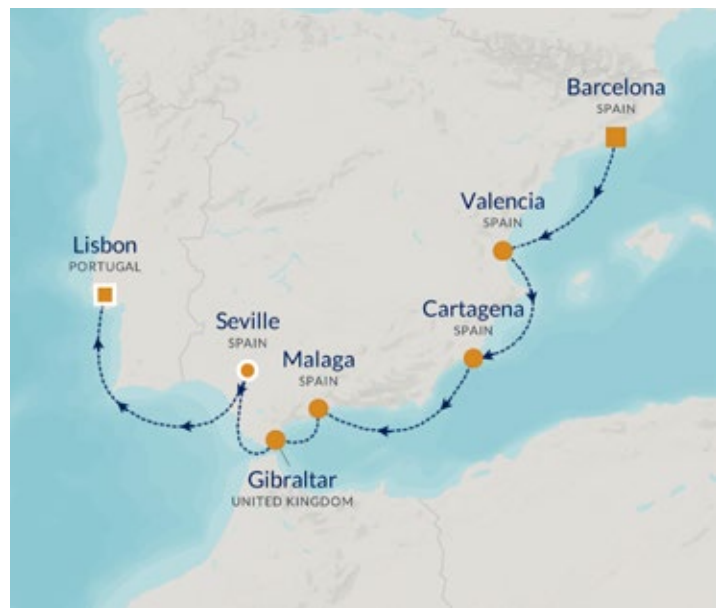 Barcelona
SPAIN
Valencia
SPAIN
Lisbon
PORTUGAL
Cartagena
SPAIN
Seville
SPAIN
Malaga
SPAIN
Gibraltar
UNITED KINGDOM